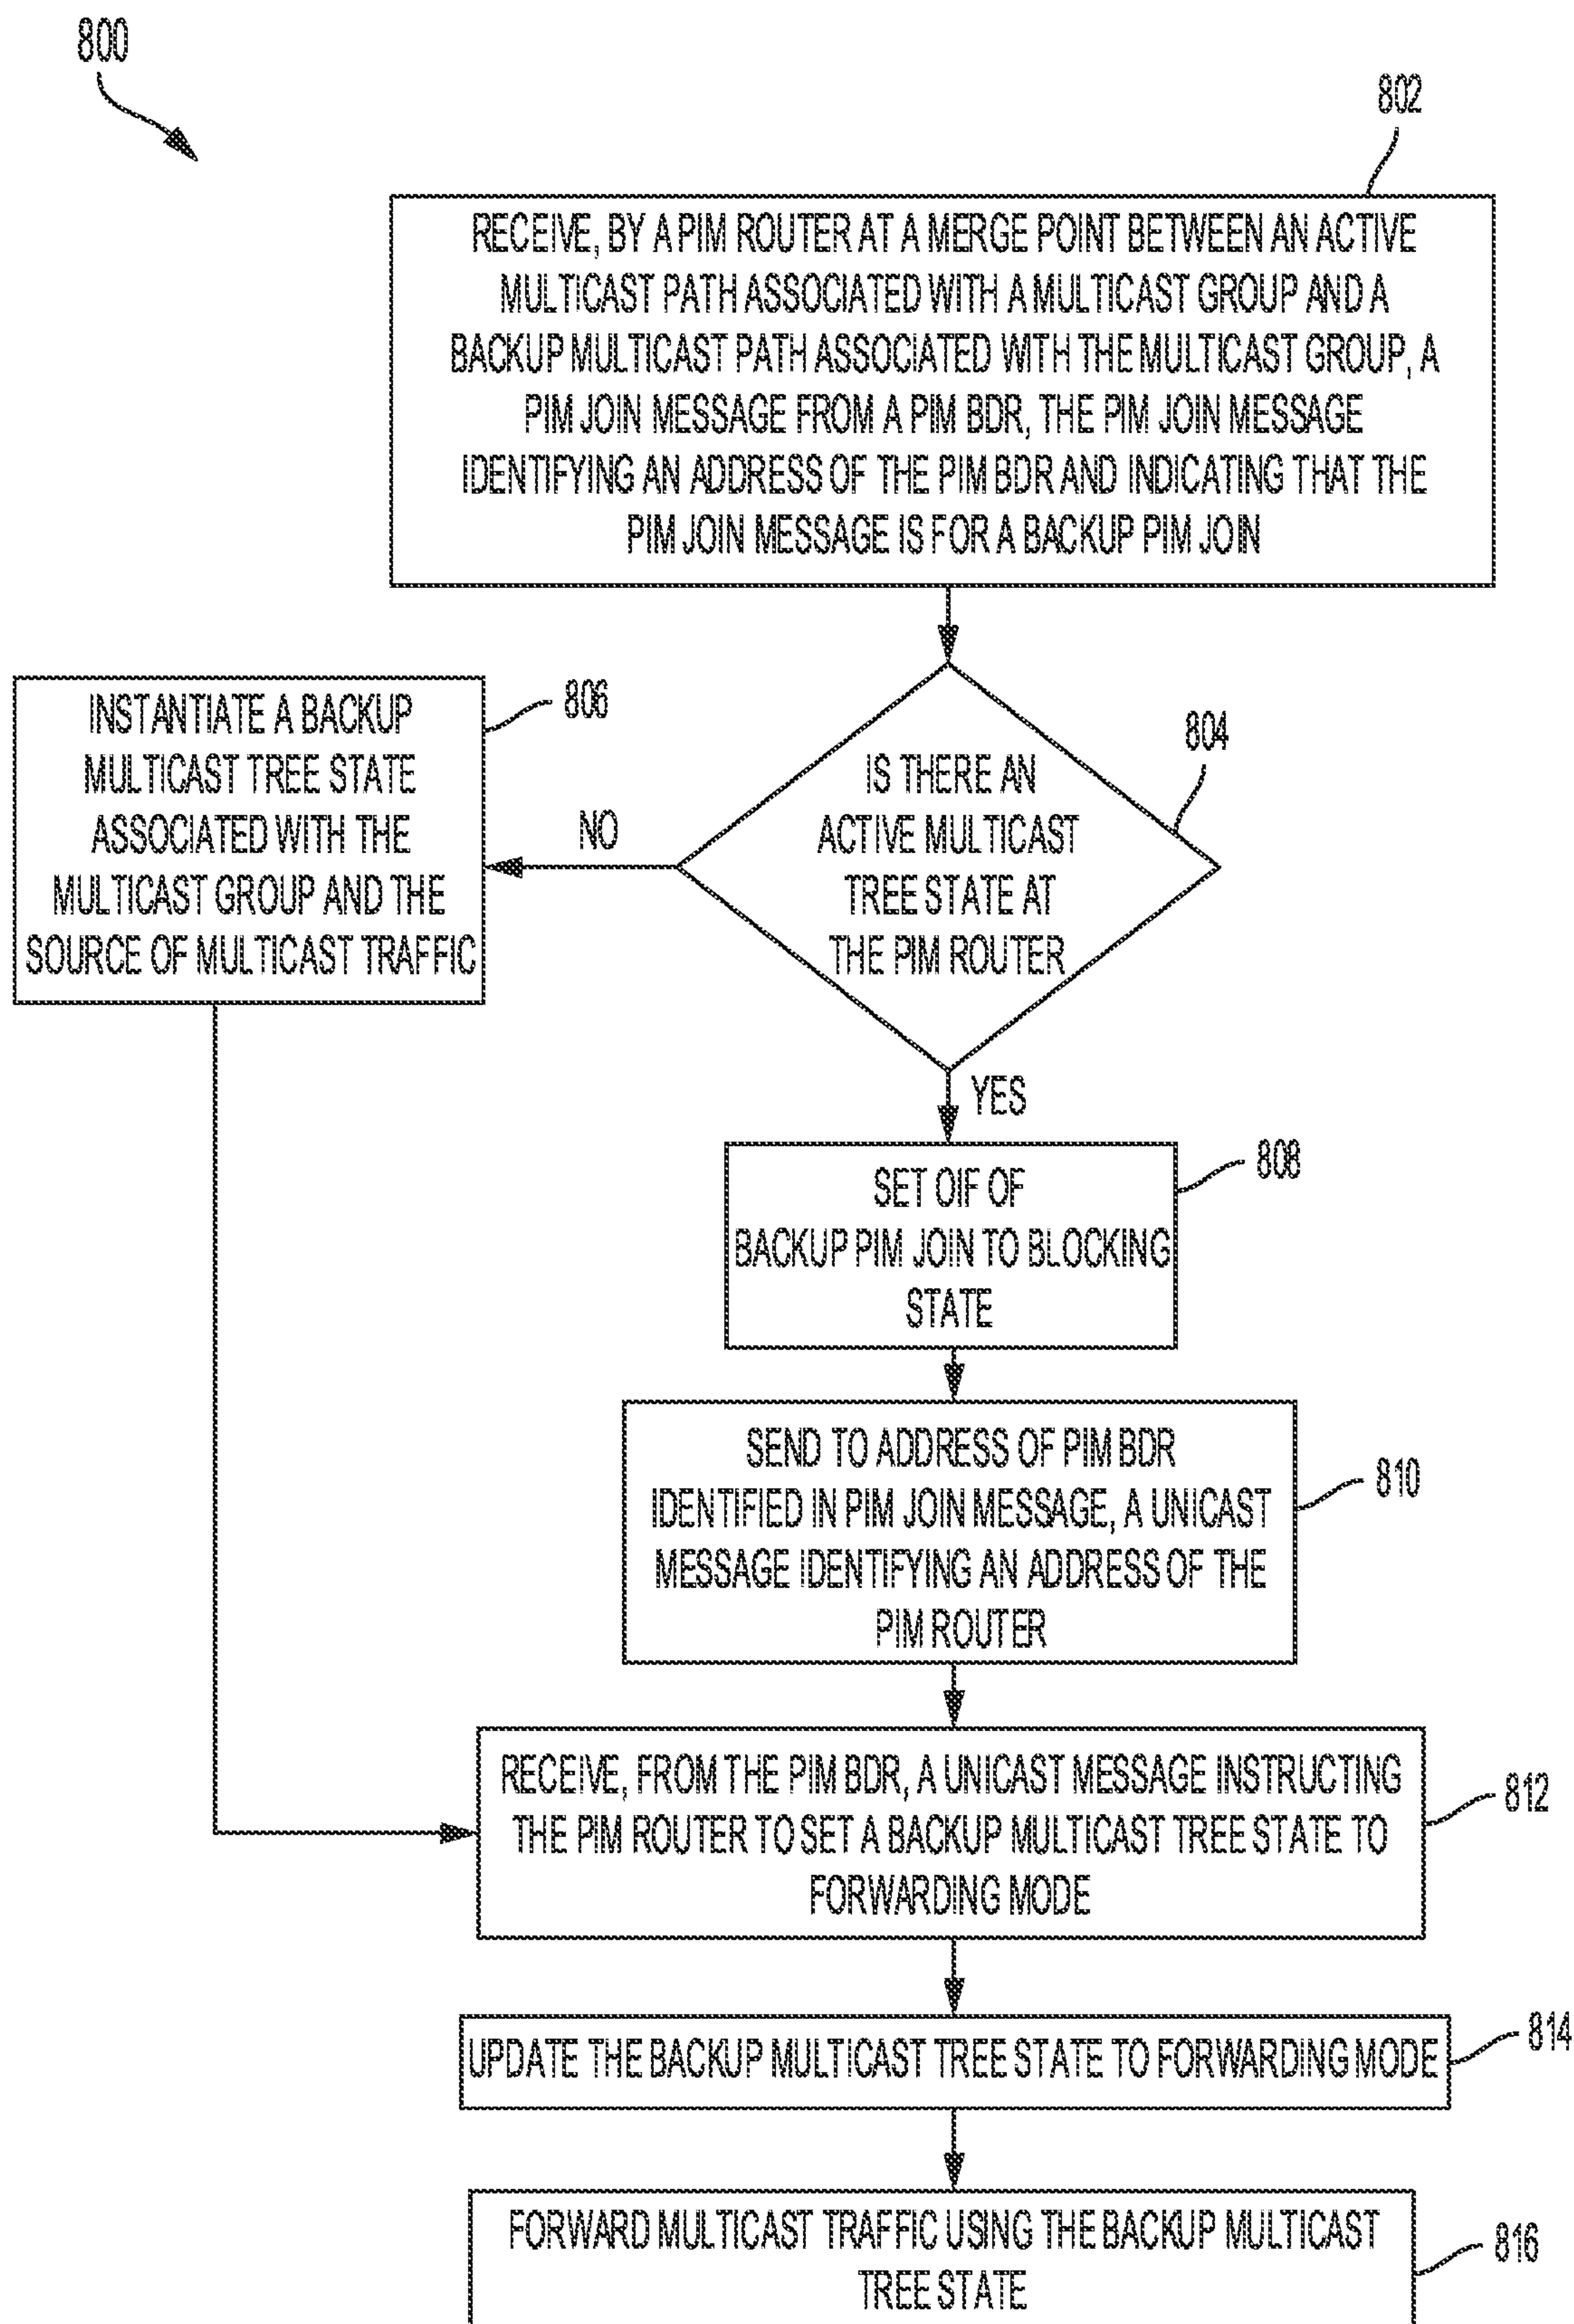 800
802
RECEIVE, BY A PIM ROUTER AT A MERGE POINT BETWEEN AN ACTIVE
MULTICAST PATH ASSOCIATED WITH A MULTICAST GROUP AND A
BACKUP MULTICAST PATH ASSOCIATED WITH THE MULTICAST GROUP, A
PIM JOIN MESSAGE FROM A PIM BDR, THE PIM JOIN MESSAGE
IDENTIFYING AN ADDRESS OF THE PIM BDR AND INDICATING THAT THE
PIM JOIN MESSAGE IS FOR A BACKUP PIM JOIN
804
IS THERE AN
ACTIVE MULTICAST
TREE STATE AT
THE PIM ROUTER
NO
806
INSTANTIATE A BACKUP
MULTICAST TREE STATE
ASSOCIATED WITH THE
MULTICAST GROUP AND THE
SOURCE OF MULTICAST TRAFFIC
YES
808
SET OIF OF
BACKUP PIM JOIN TO BLOCKING
STATE
810
SEND TO ADDRESS OF PIM BDR
IDENTIFIED IN PIM JOIN MESSAGE, A UNICAST
MESSAGE IDENTIFYING AN ADDRESS OF THE
PIM ROUTER
812
RECEIVE, FROM THE PIM BDR, A UNICAST MESSAGE INSTRUCTING
THE PIM ROUTER TO SET A BACKUP MULTICAST TREE STATE TO
FORWARDING MODE
814
UPDATE THE BACKUP MULTICAST TREE STATE TO FORWARDING MODE
816
FORWARD MULTICAST TRAFFIC USING THE BACKUP MULTICAST
TREE STATE